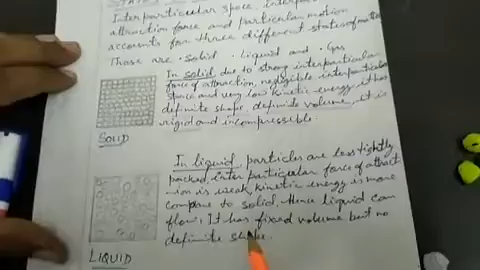 Interparticular space, Interpar
attraction force and particular motion
accounts for three different states of matter
Those are · Solid · Liquid and · Gas
In solid due to strong interparticular
force of attraction, negligible interparticular
space and very low kinetic energy, it has
definite shape, definite volume, it is
rigid and incompressible.
SOLID
In liquid particles are less tightly
packed, inter particular force of attract
-ion is weak, kinetic energy is more
compare to solid. Hence liquid can
flow. It has fixed volume but no
definite shape.
LIQUID